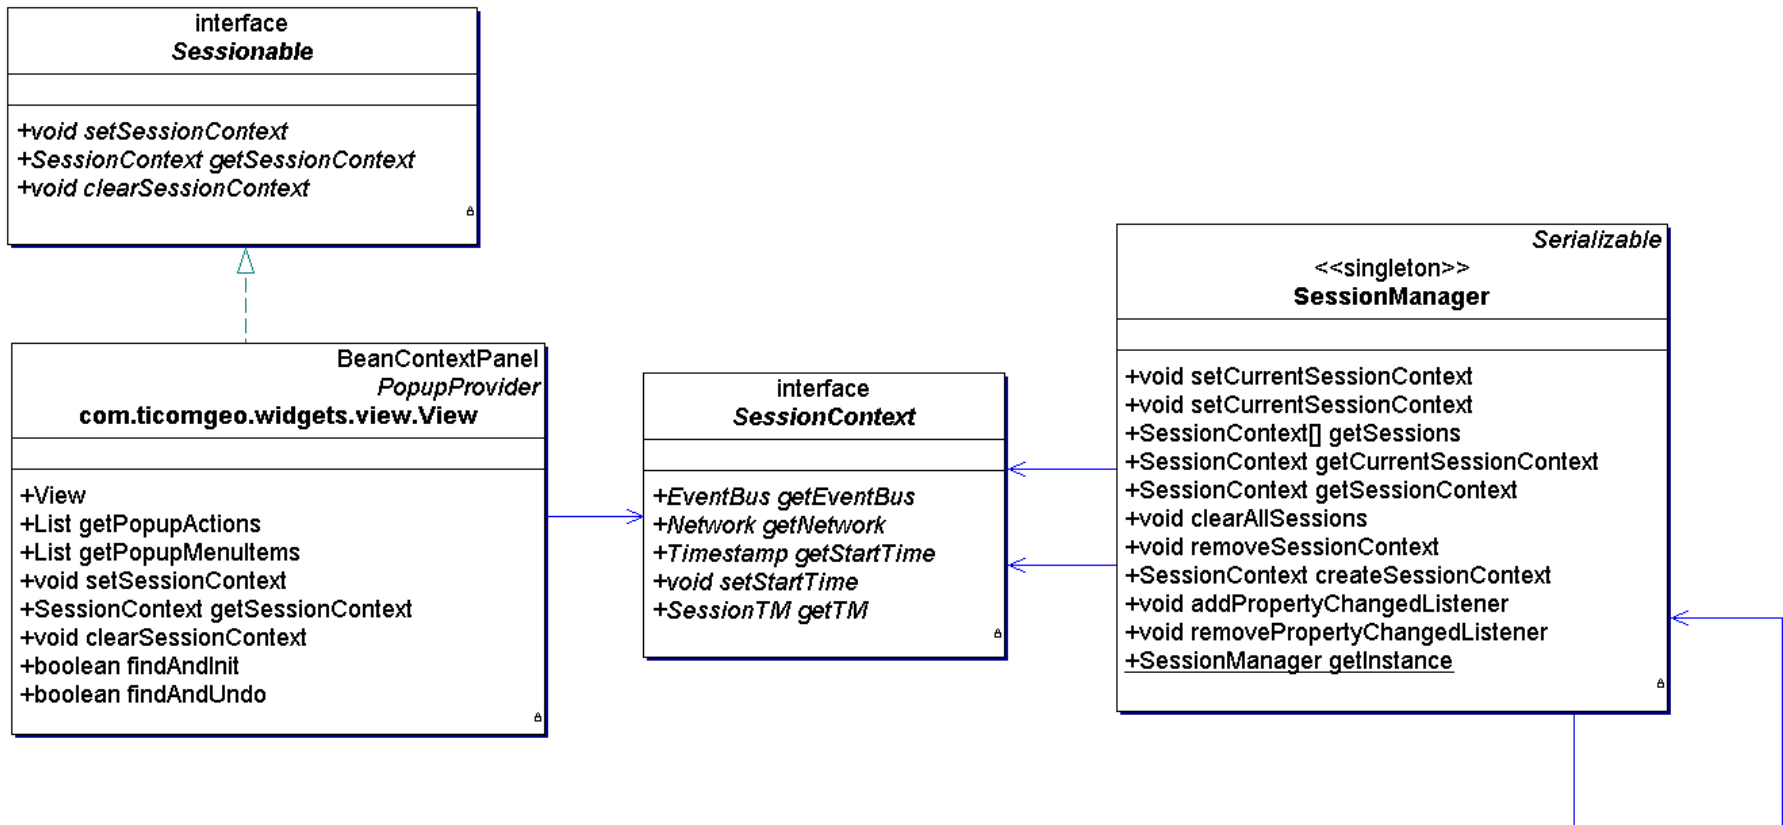 interface
Sessionable
+void setSessionContext
+SessionContext getSessionContext
+void clearSessionContext
BeanContextPanel
PopupProvider
com.ticomgeo.widgets.view.View
+View
+List getPopupActions
+List getPopupMenuItems
+void setSessionContext
+SessionContext getSessionContext
+void clearSessionContext
+boolean findAndInit
+boolean findAndUndo
interface
SessionContext
+EventBus getEventBus
+Network getNetwork
+Timestamp getStartTime
+void setStartTime
+SessionTM getTM
Serializable
<<singleton>>
SessionManager
+void setCurrentSessionContext
+void setCurrentSessionContext
+SessionContext[] getSessions
+SessionContext getCurrentSessionContext
+SessionContext getSessionContext
+void clearAllSessions
+void removeSessionContext
+SessionContext createSessionContext
+void addPropertyChangedListener
+void removePropertyChangedListener
+SessionManager getInstance